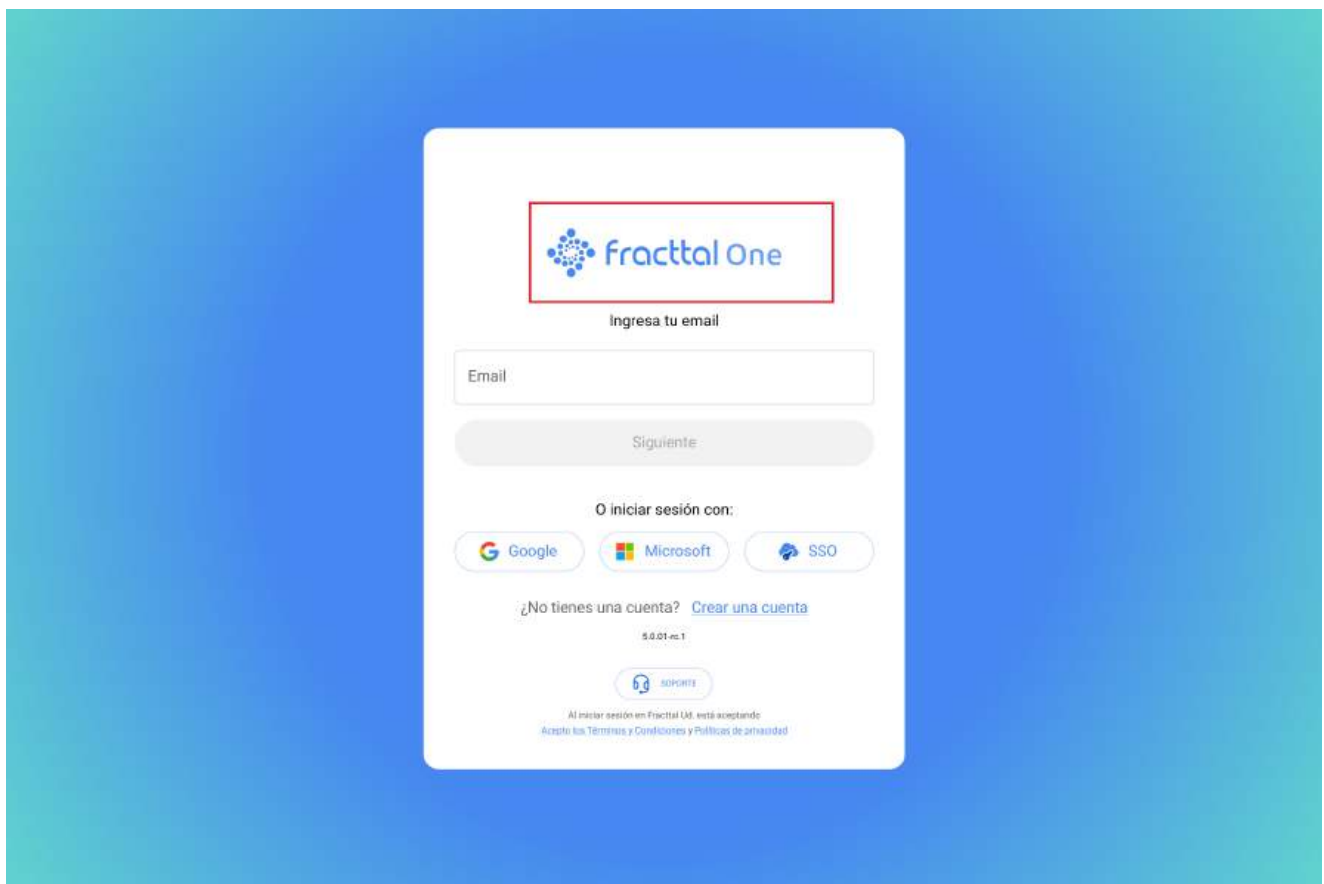 fracttal One
Ingresa tu email
Email
Siguiente
O iniciar sesión con:
Google
Microsoft
SSO
¿No tienes una cuenta? Crear una cuenta
5.0.01-rc.1
SOPORTE
Al iniciar sesión en Fracttal Ud. está aceptando
Acepto los Términos y Condiciones y Políticas de privacidad